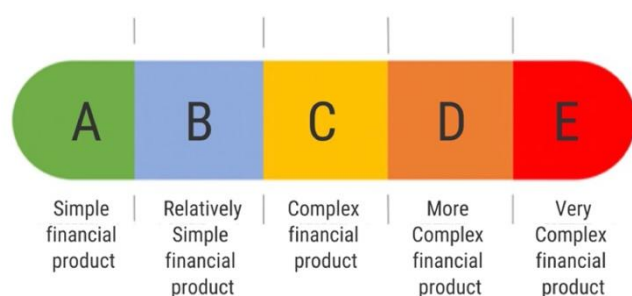 A
B
C
D
E
Simple
financial
product
Relatively
Simple
financial
product
Complex
financial
product
More
Complex
financial
product
Very
Complex
financial
product